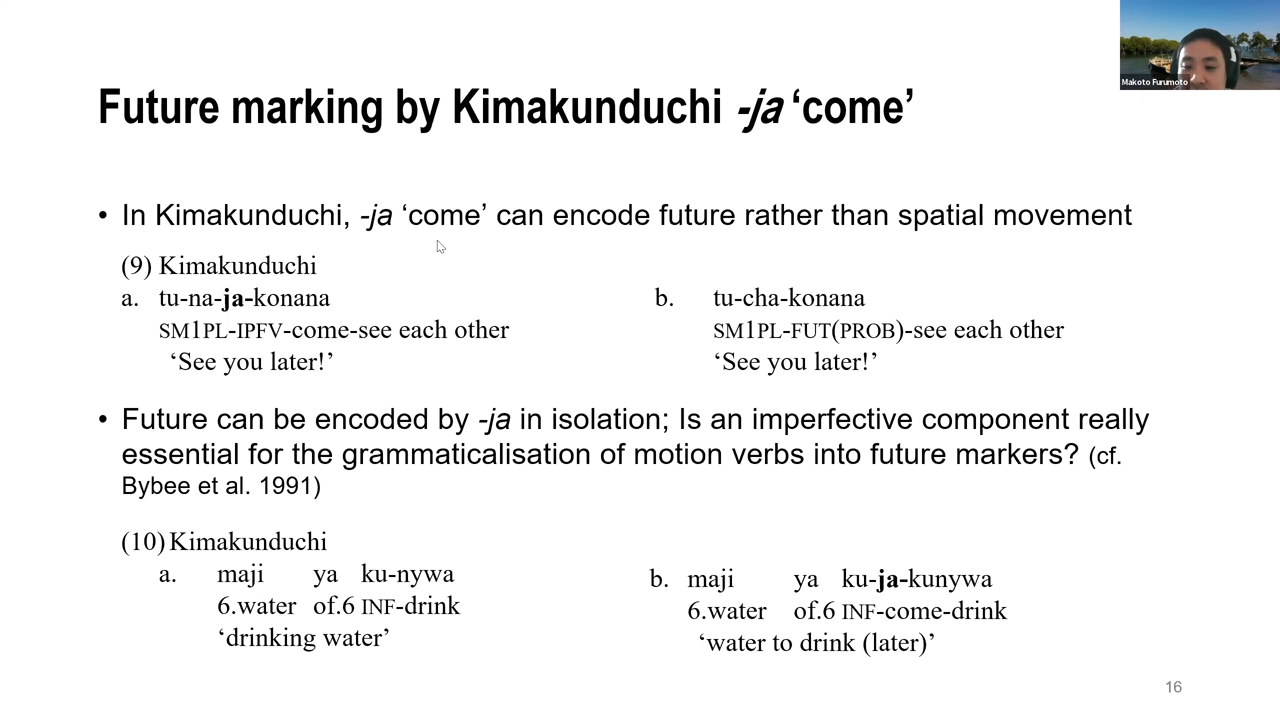 Makoto Furumoto
Future marking by Kimakunduchi -ja ‘come’
• In Kimakunduchi, -ja ‘come’ can encode future rather than spatial movement
(9) Kimakunduchi
a. tu-na-ja-konana
SM1PL-IPFV-come-see each other
‘See you later!’
b. tu-cha-konana
SM1PL-FUT(PROB)-see each other
‘See you later!’
• Future can be encoded by -ja in isolation; Is an imperfective component really
essential for the grammaticalisation of motion verbs into future markers? (cf.
Bybee et al. 1991)
(10) Kimakunduchi
a. maji ya ku-nywa
6.water of.6 INF-drink
‘drinking water’
b. maji ya ku-ja-kunywa
6.water of.6 INF-come-drink
‘water to drink (later)’
16